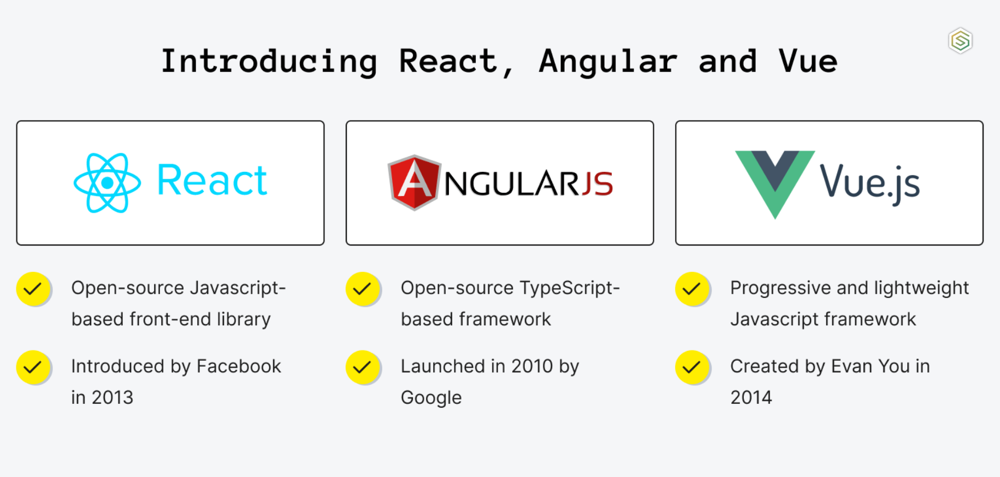 Introducing React, Angular and Vue
React
ANGULARJS
Vue.js
Open-source Javascript-
based front-end library
Introduced by Facebook
in 2013
Open-source TypeScript-
based framework
Launched in 2010 by
Google
Progressive and lightweight
Javascript framework
Created by Evan You in
2014